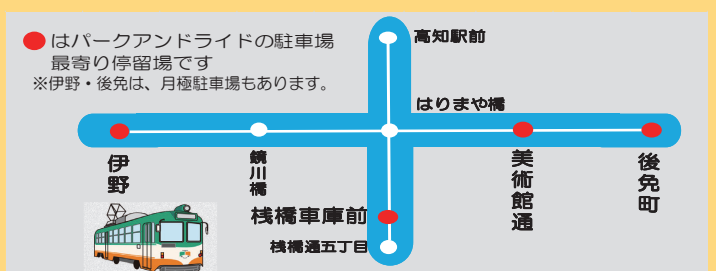 ●はパークアンドライドの駐車場
最寄り停留場です
※伊野・後免は、月極駐車場もあります。
高知駅前
はりまや橋
伊野
鏡川橋
美術館通
後免町
桟橋車庫前
桟橋通五丁目